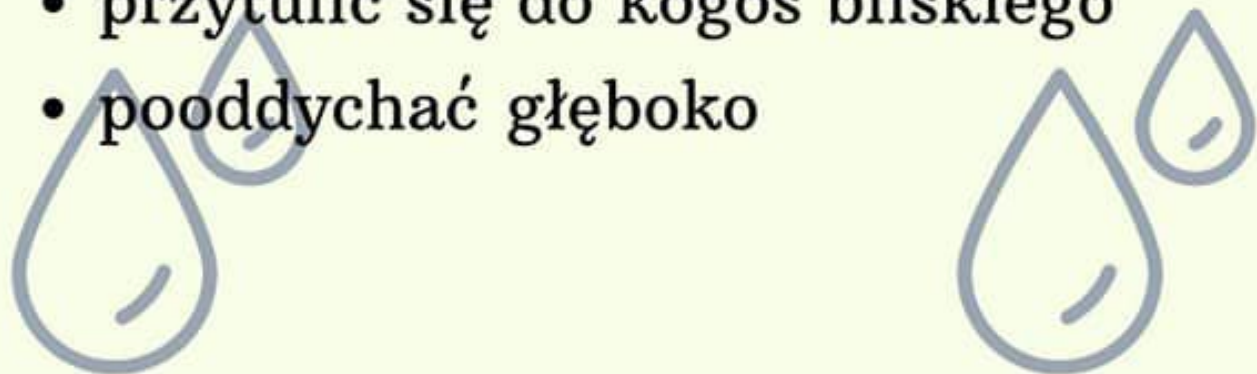 • przytulić się do kogoś bliskiego
• pooddychać głęboko